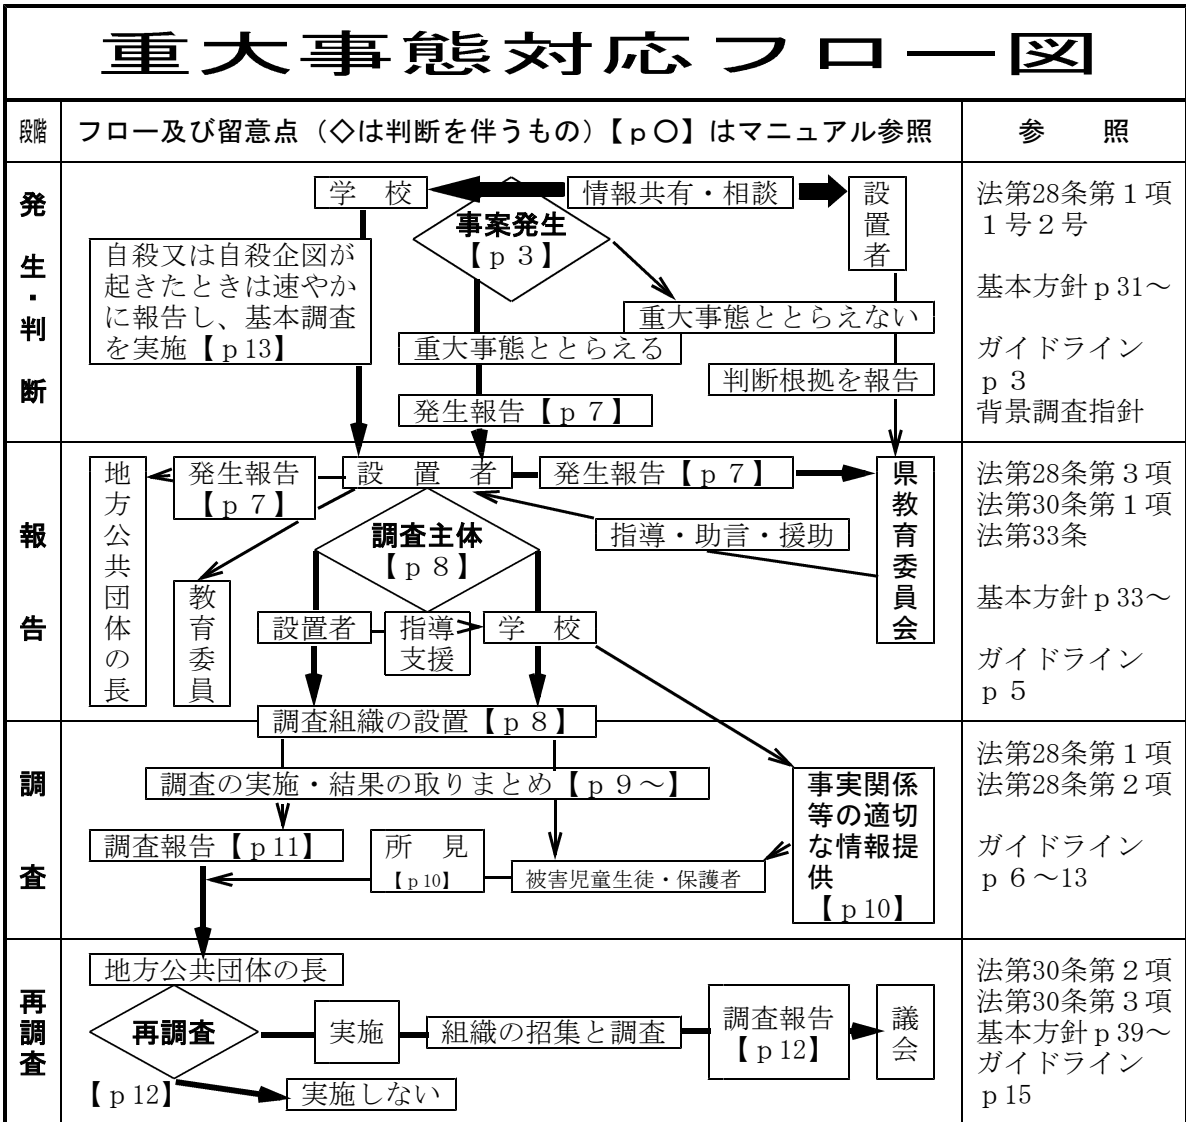 重大事態対応フロー図
段階
フロー及び留意点（◇は判断を伴うもの）【ｐ○】はマニュアル参照
参　　照
発生・判断
学　校
情報共有・相談
設置者
事案発生
【ｐ３】
自殺又は自殺企図が
起きたときは速やか
に報告し、基本調査
を実施【ｐ13】
重大事態ととらえない
重大事態ととらえる
判断根拠を報告
発生報告【ｐ７】
法第28条第１項
１号２号
基本方針ｐ31～
ガイドライン
ｐ３
背景調査指針
報告
地方公共団体の長
発生報告
【ｐ７】
設　置　者
発生報告【ｐ７】
県教育委員会
調査主体
【ｐ８】
指導・助言・援助
教育委員
設置者
指導
支援
学　校
調査組織の設置【ｐ８】
法第28条第３項
法第30条第１項
法第33条
基本方針ｐ33～
ガイドライン
ｐ５
調査
調査の実施・結果の取りまとめ【ｐ９～】
調査報告【ｐ11】
所　見
【ｐ10】
被害児童生徒・保護者
事実関係
等の適切
な情報提
供
【ｐ10】
法第28条第１項
法第28条第２項
ガイドライン
ｐ６～13
再調査
地方公共団体の長
再調査
【ｐ12】
実施
組織の招集と調査
調査報告
【ｐ12】
議会
実施しない
法第30条第２項
法第30条第３項
基本方針ｐ39～
ガイドライン
ｐ15